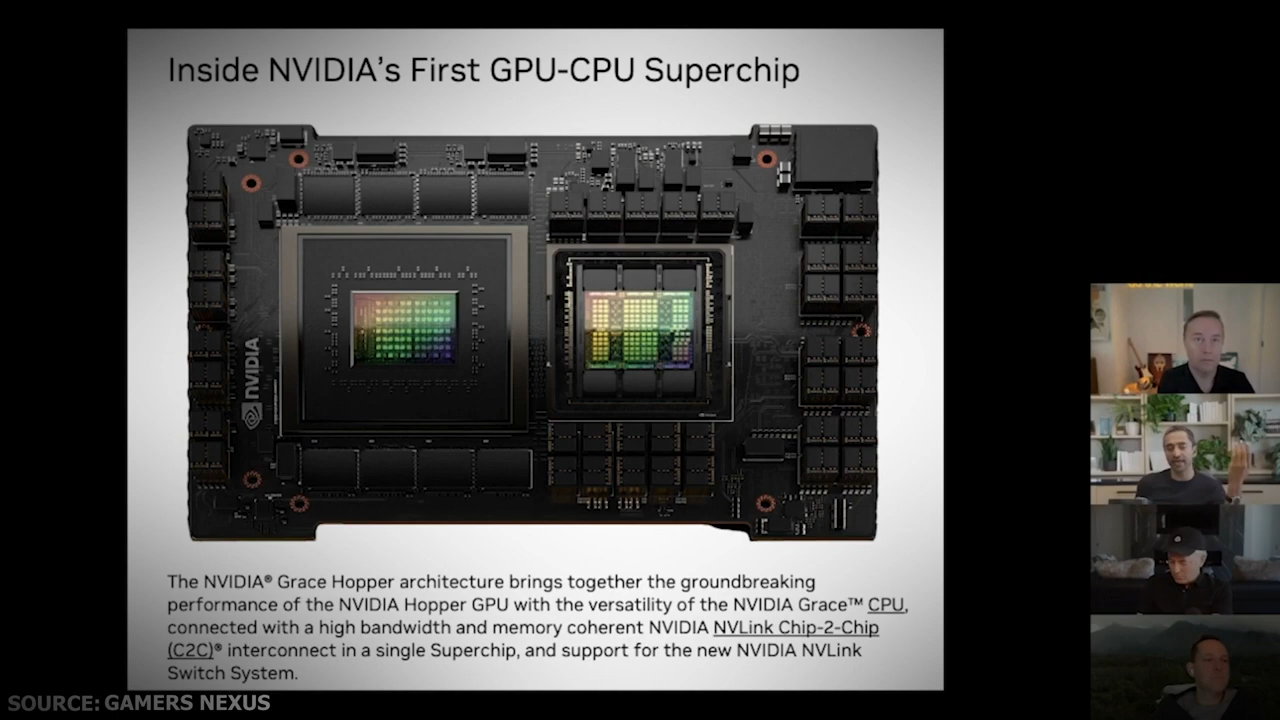 Inside NVIDIA's First GPU-CPU Superchip
NVIDIA
The NVIDIA® Grace Hopper architecture brings together the groundbreaking
performance of the NVIDIA Hopper GPU with the versatility of the NVIDIA Grace™ CPU,
connected with a high bandwidth and memory coherent NVIDIA NVLink Chip-2-Chip
(C2C)® interconnect in a single Superchip, and support for the new NVIDIA NVLink
Switch System.
SOURCE: GAMERS NEXUS